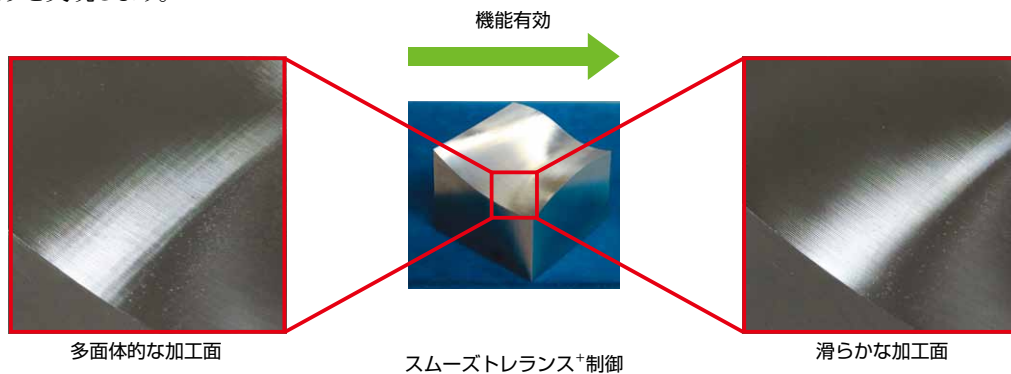 機能有効
多面体的な加工面
スムーズトレランス⁺制御
滑らかな加工面